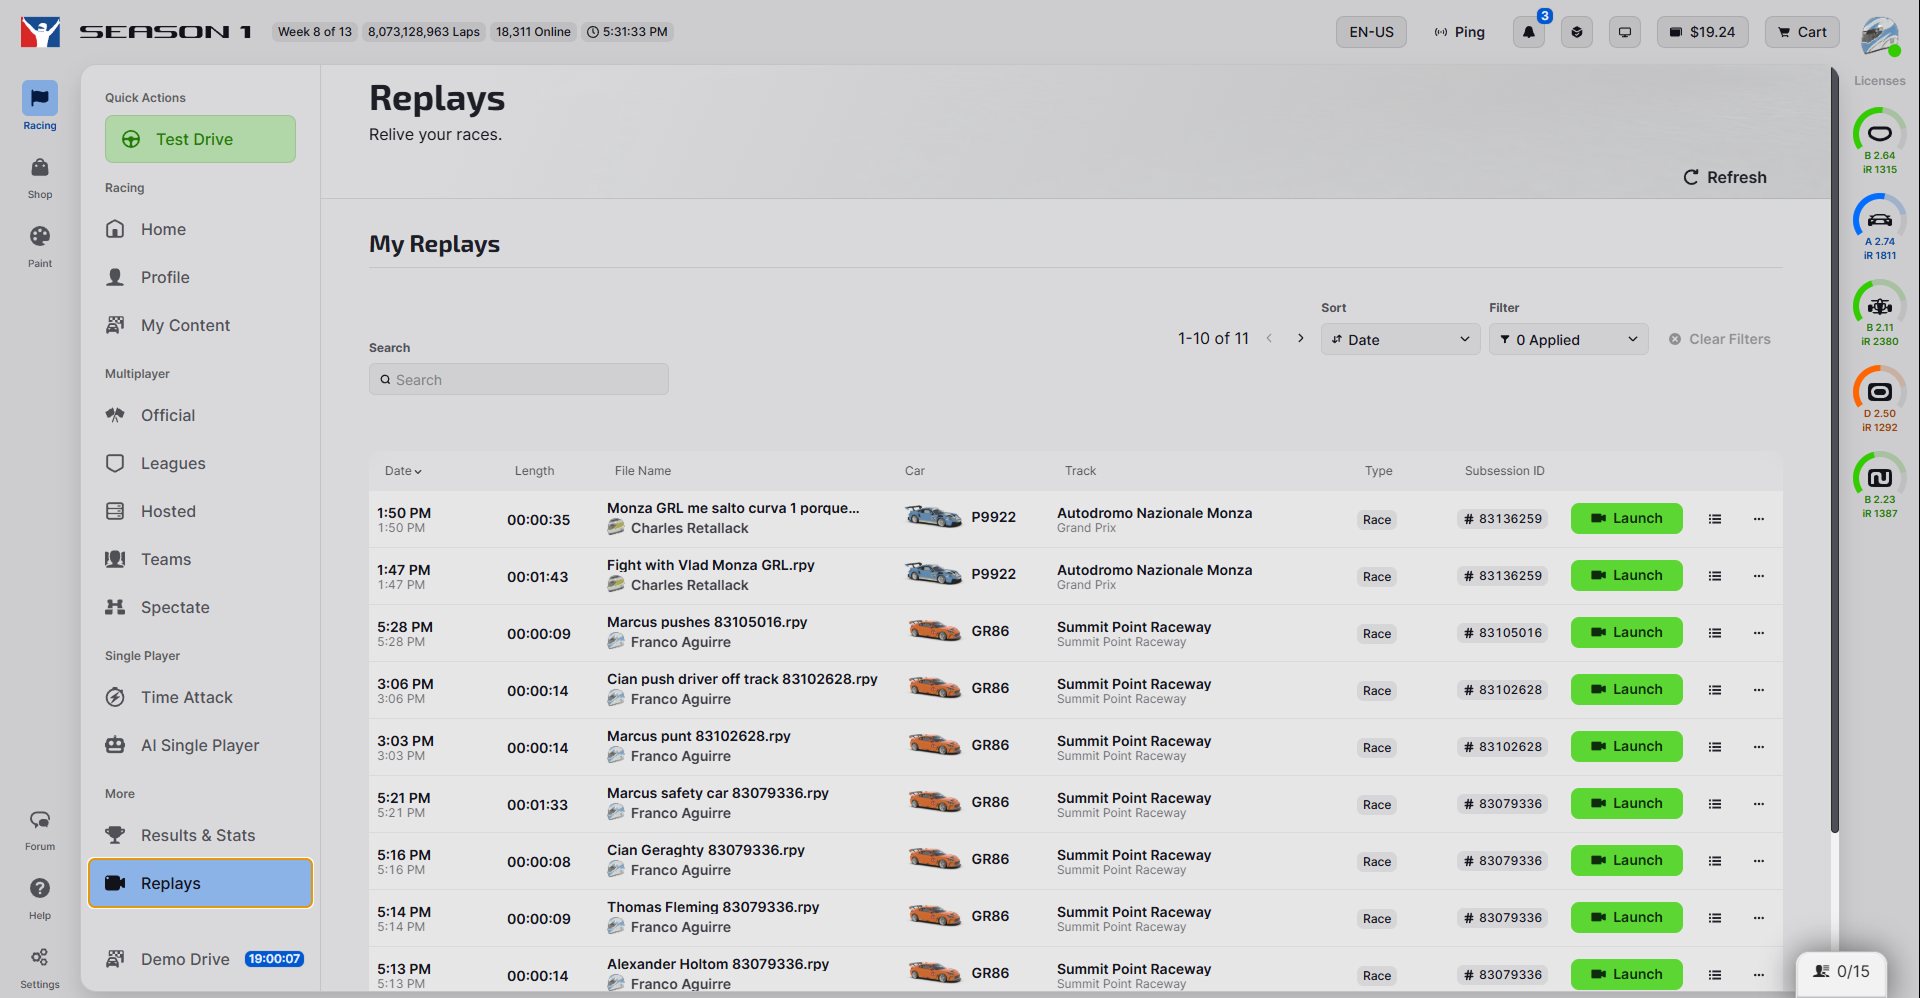 SEASON 1
Week 8 of 13
8,073,128,963 Laps
18,311 Online
5:31:33 PM
EN-US
Ping
3
$19.24
Cart
Racing
Shop
Paint
Forum
Help
Settings
Quick Actions
Test Drive
Racing
Home
Profile
My Content
Multiplayer
Official
Leagues
Hosted
Teams
Spectate
Single Player
Time Attack
AI Single Player
More
Results & Stats
Replays
Demo Drive 19:00:07
Replays
Relive your races.
Refresh
My Replays
Search
Search
1-10 of 11
Sort
Date
Filter
0 Applied
Clear Filters
Date Length File Name Car Track Type Subsession ID
1:50 PM
1:50 PM
00:00:35
Monza GRL me salto curva 1 porque...
Charles Retallack
P9922
Autodromo Nazionale Monza
Grand Prix
Race
# 83136259
Launch
1:47 PM
1:47 PM
00:01:43
Fight with Vlad Monza GRL.rpy
Charles Retallack
P9922
Autodromo Nazionale Monza
Grand Prix
Race
# 83136259
Launch
5:28 PM
5:28 PM
00:00:09
Marcus pushes 83105016.rpy
Franco Aguirre
GR86
Summit Point Raceway
Summit Point Raceway
Race
# 83105016
Launch
3:06 PM
3:06 PM
00:00:14
Cian push driver off track 83102628.rpy
Franco Aguirre
GR86
Summit Point Raceway
Summit Point Raceway
Race
# 83102628
Launch
3:03 PM
3:03 PM
00:00:14
Marcus punt 83102628.rpy
Franco Aguirre
GR86
Summit Point Raceway
Summit Point Raceway
Race
# 83102628
Launch
5:21 PM
5:21 PM
00:01:33
Marcus safety car 83079336.rpy
Franco Aguirre
GR86
Summit Point Raceway
Summit Point Raceway
Race
# 83079336
Launch
5:16 PM
5:16 PM
00:00:08
Cian Geraghty 83079336.rpy
Franco Aguirre
GR86
Summit Point Raceway
Summit Point Raceway
Race
# 83079336
Launch
5:14 PM
5:14 PM
00:00:09
Thomas Fleming 83079336.rpy
Franco Aguirre
GR86
Summit Point Raceway
Summit Point Raceway
Race
# 83079336
Launch
5:13 PM
5:13 PM
00:00:14
Alexander Holtom 83079336.rpy
Franco Aguirre
GR86
Summit Point Raceway
Summit Point Raceway
Race
# 83079336
Launch
Licenses
B 2.64
iR 1315
A 2.74
iR 1811
B 2.11
iR 2380
D 2.50
iR 1292
B 2.23
iR 1387
0/15